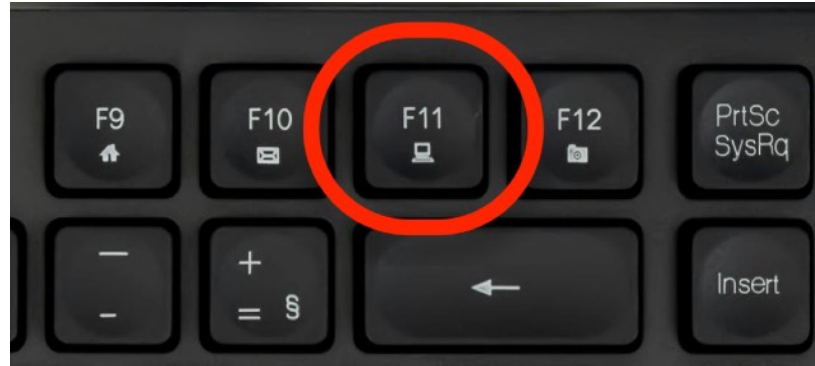 F9
F10
F11
F12
PrtSc
SysRq
—
-
+
= §
Insert